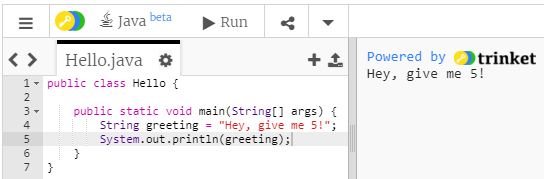 Java beta Run
Hello.java
1 public class Hello {
2
3 public static void main(String[] args) {
4 String greeting = "Hey, give me 5!";
5 System.out.println(greeting);
6 }
7 }
Powered by trinket
Hey, give me 5!